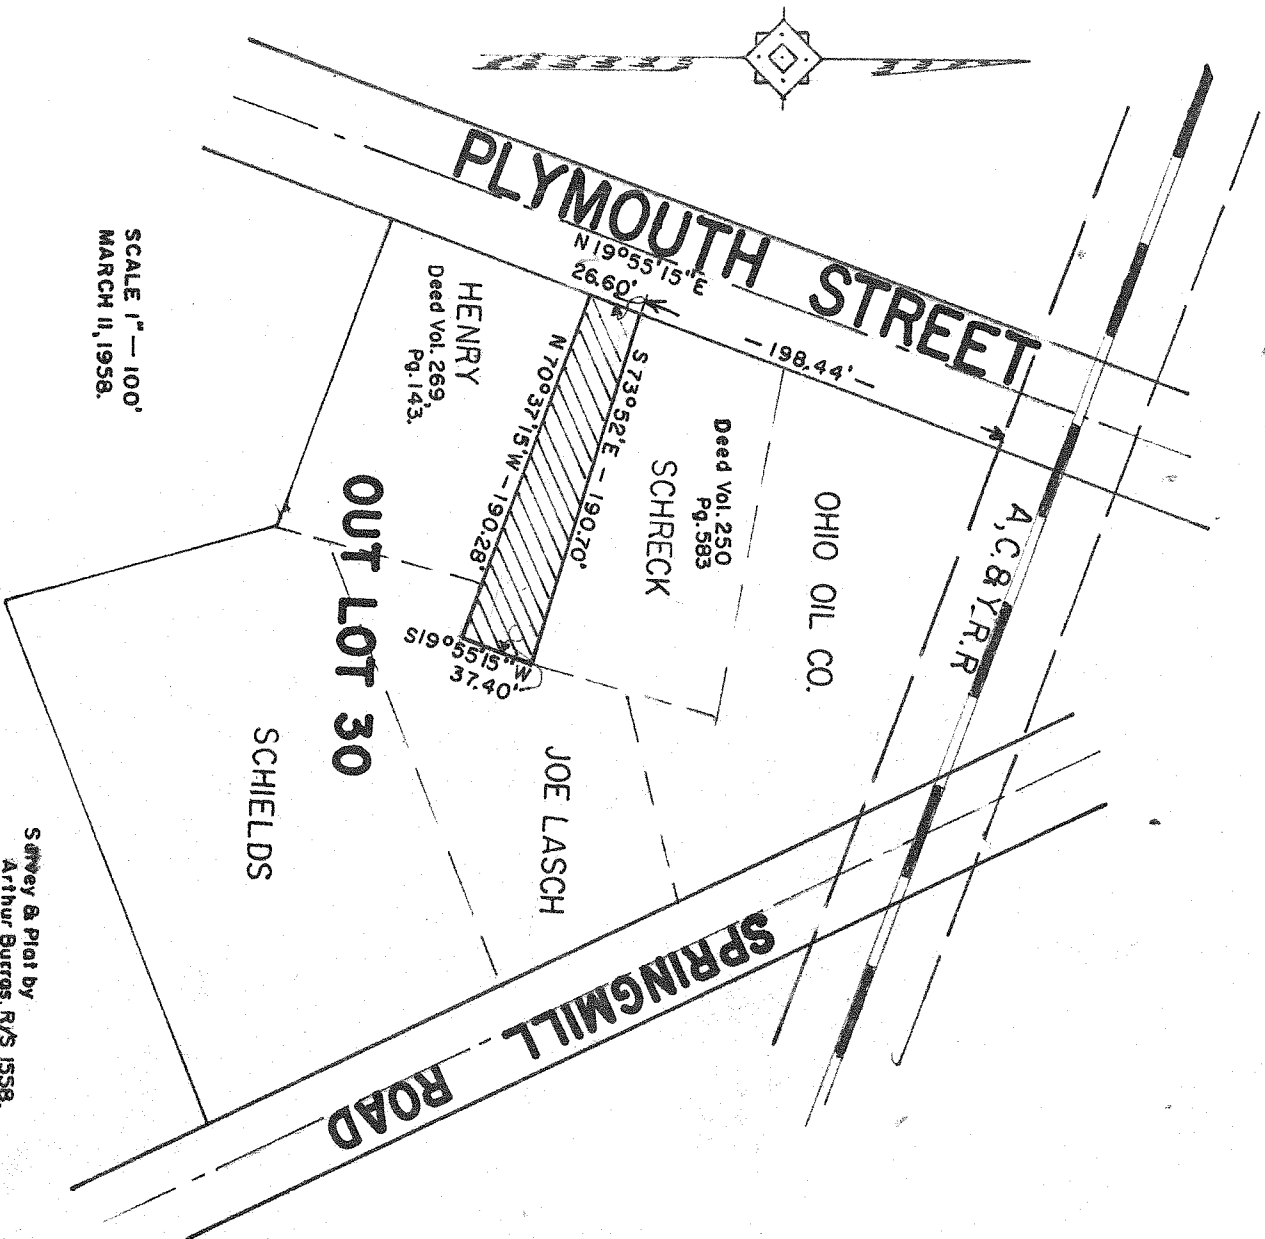 PLYMOUTH STREET
N 19°55'15"E
26.60'
198.44'
A,C.& Y.R.R
OHIO OIL CO.
Deed Vol. 250
Pg. 583
SCHRECK
S 73°52'E - 190.70'
N 70°37'15"W - 190.28'
S19°55'15"W
37.40'
HENRY
Deed Vol. 269,
Pg. 143.
OUT LOT 30
JOE LASCH
SCHIELDS
SPRINGMILL ROAD
SCALE 1" — 100'
MARCH 11, 1958.
Survey & Plat by
Arthur Burras, R/S 1558.